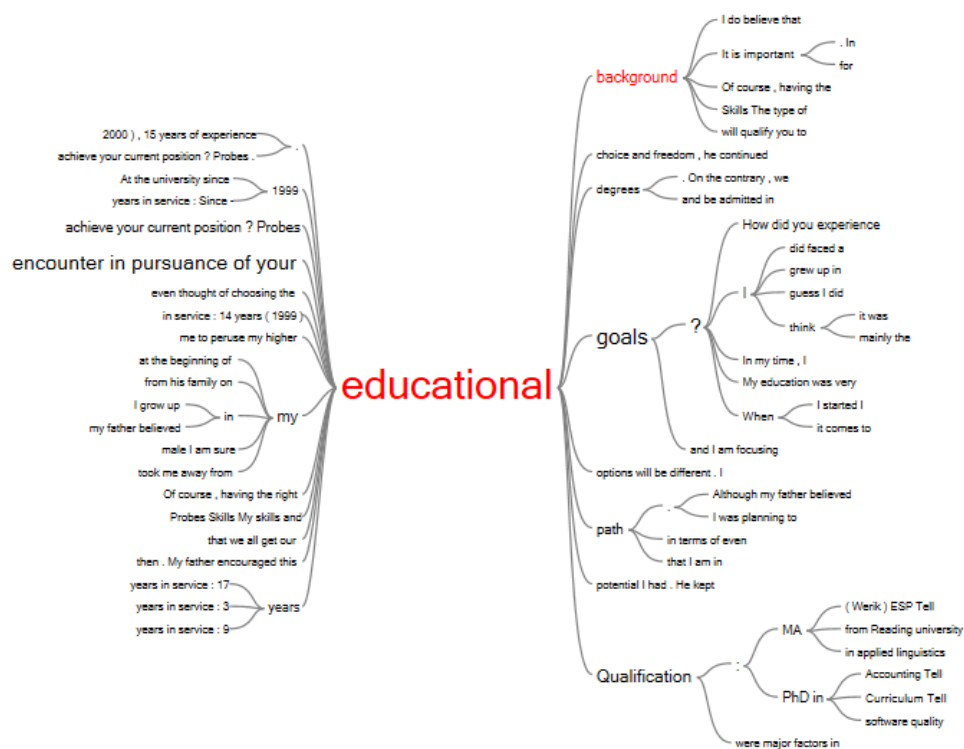 2000 ) , 15 years of experience
achieve your current position ? Probes .
.
At the university since
years in service : Since -
1999
achieve your current position ? Probes
encounter in pursuance of your
even thought of choosing the
in service : 14 years ( 1999 )
me to peruse my higher
at the beginning of
from his family on
I grow up
my father believed
in
male I am sure
took me away from
my
Of course , having the right
Probes Skills My skills and
that we all get our
then . My father encouraged this
years in service : 17
years in service : 3
years in service : 9
years
educational
background
I do believe that
It is important
. In
for
Of course , having the
Skills The type of
will qualify you to
choice and freedom , he continued
degrees
. On the contrary , we
and be admitted in
goals
?
How did you experience
I
did faced a
grew up in
guess I did
think
it was
mainly the
In my time , I
My education was very
When
I started I
it comes to
and I am focusing
options will be different . I
path
.
Although my father believed
I was planning to
in terms of even
that I am in
potential I had . He kept
Qualification
:
MA
( Werik ) ESP Tell
from Reading university
in applied linguistics
PhD in
Accounting Tell
Curriculum Tell
software quality
were major factors in